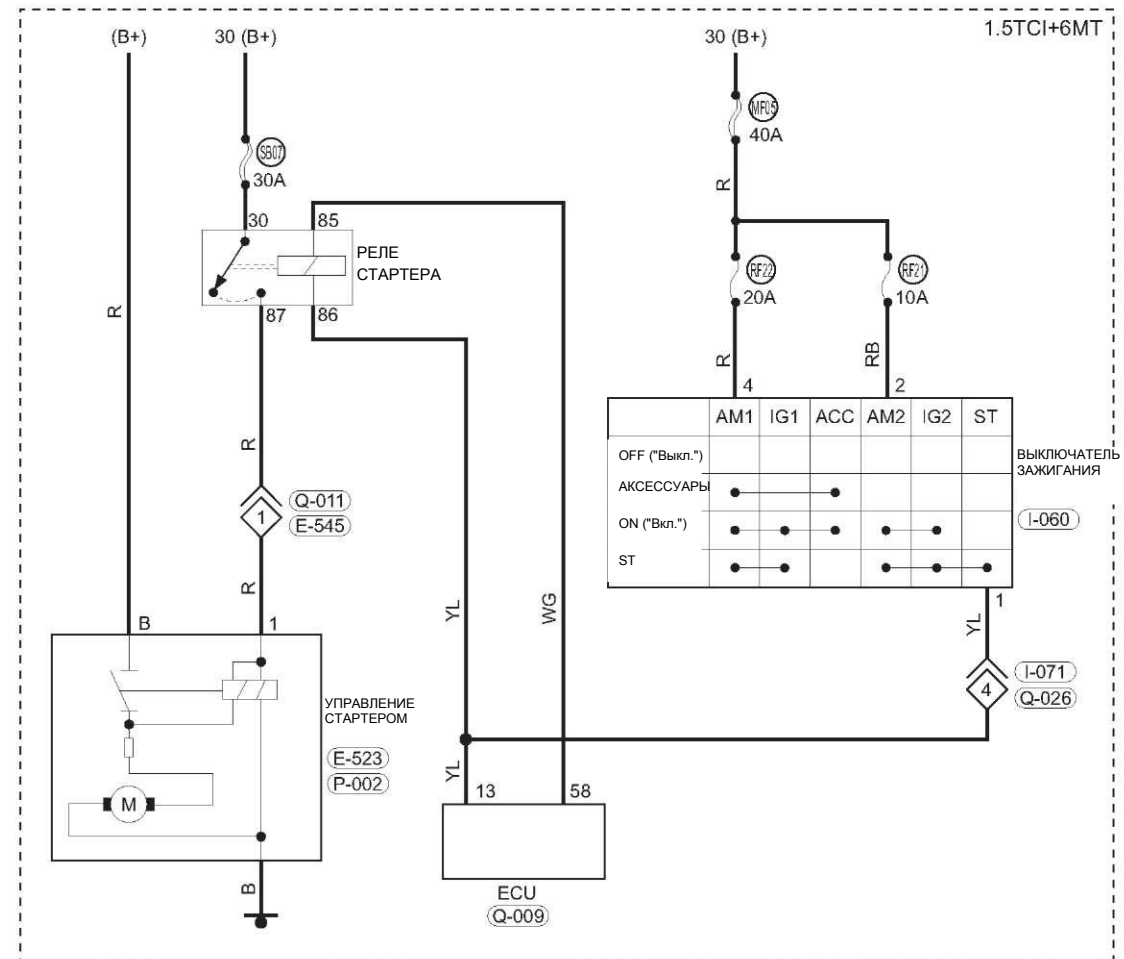 1.5TCI+6MT
(B+)
30 (B+)
30 (B+)
MF05
40A
SB07
30A
R
30
85
РЕЛЕ
СТАРТЕРА
87
86
RF22
20A
RF21
10A
R
R
RB
4
2
AM1
IG1
ACC
AM2
IG2
ST
OFF ("Выкл.")
АКСЕССУАРЫ
ON ("Вкл.")
ST
ВЫКЛЮЧАТЕЛЬ
ЗАЖИГАНИЯ
I-060
R
1
Q-011
E-545
R
YL
WG
1
YL
4
I-071
Q-026
B
1
УПРАВЛЕНИЕ
СТАРТЕРОМ
E-523
P-002
M
B
YL
13
58
ECU
Q-009